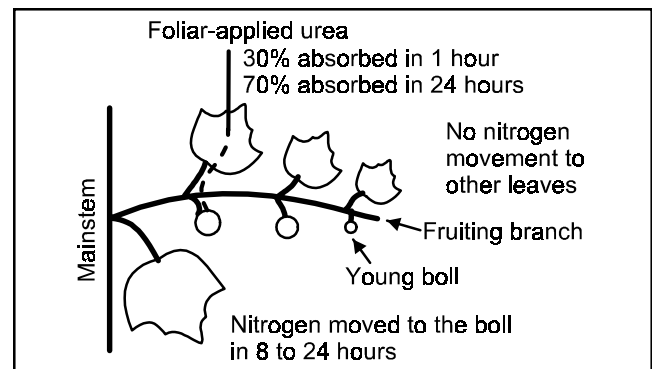 Foliar-applied urea
30% absorbed in 1 hour
70% absorbed in 24 hours
No nitrogen
movement to
other leaves
Mainstem
Fruiting branch
Young boll
Nitrogen moved to the boll
in 8 to 24 hours